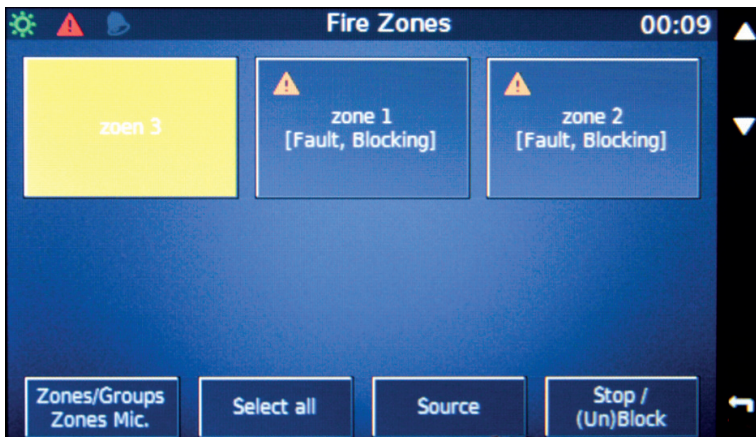 Fire Zones 00:09
zoen 3
zone 1
[Fault, Blocking]
zone 2
[Fault, Blocking]
Zones/Groups
Zones Mic.
Select all
Source
Stop /
(Un)Block